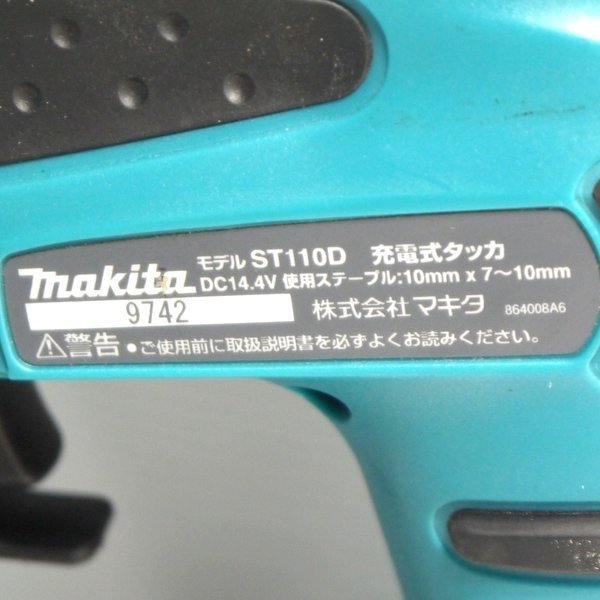 makita モデル ST110D 充電式タッカ
DC14.4V 使用ステープル:10mm x 7～10mm
9742 株式会社 マキタ 864008A6
警告 •ご使用前に取扱説明書を必ずよくお読みください。